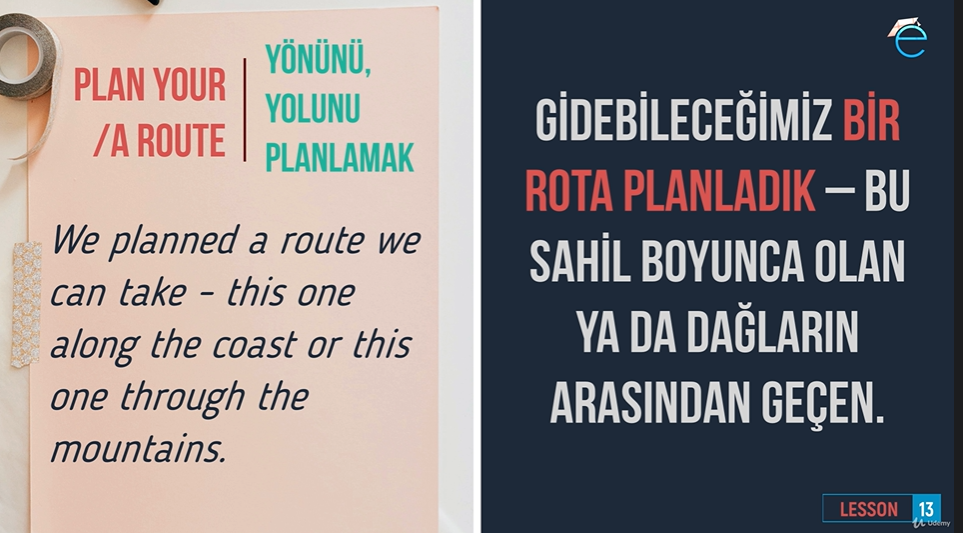 PLAN YOUR
/A ROUTE
YÖNÜNÜ,
YOLUNU
PLANLAMAK
We planned a route we
can take - this one
along the coast or this
one through the
mountains.
e
GİDEBİLECEĞİMİZ BİR
ROTA PLANLADIK – BU
SAHİL BOYUNCA OLAN
YA DA DAĞLARIN
ARASINDAN GEÇEN.
LESSON 13
Udemy